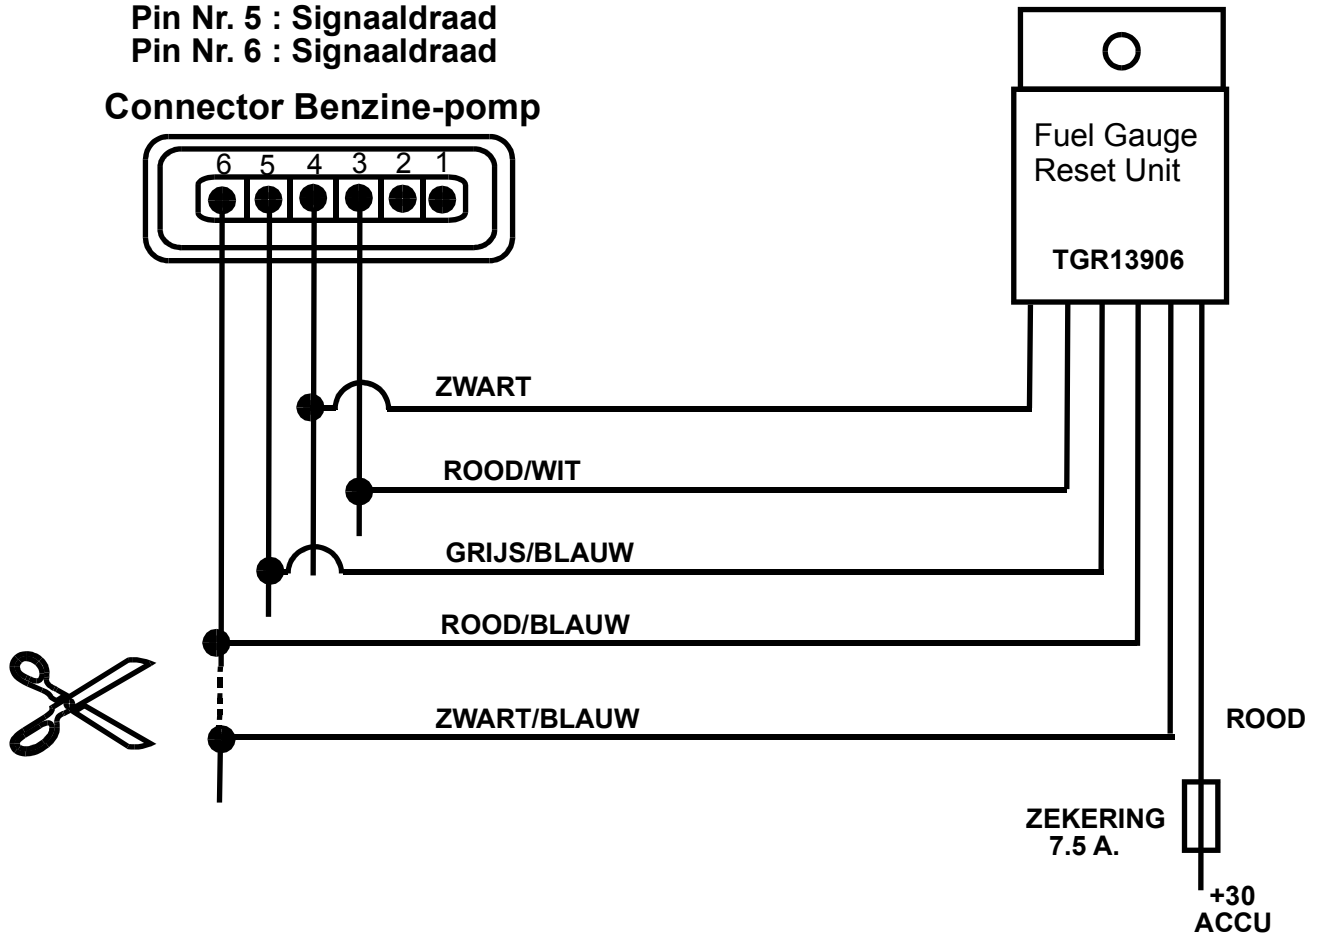 Pin Nr. 5 : Signaaldraad
Pin Nr. 6 : Signaaldraad
Connector Benzine-pomp
6 5 4 3 2 1
Fuel Gauge
Reset Unit
TGR13906
ZWART
ROOD/WIT
GRIJS/BLAUW
ROOD/BLAUW
ZWART/BLAUW
ROOD
ZEKERING
7.5 A.
+30
ACCU